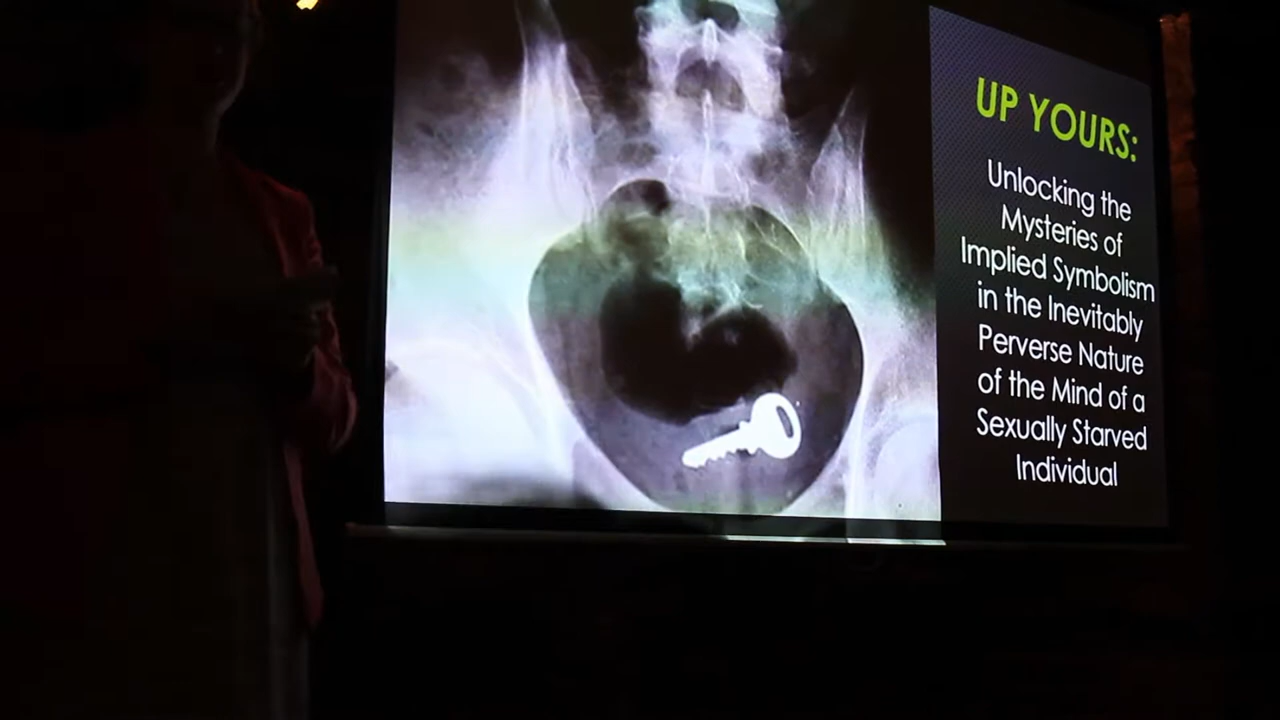 UP YOURS:
Unlocking the
Mysteries of
Implied Symbolism
in the Inevitably
Perverse Nature
of the Mind of a
Sexually Starved
Individual